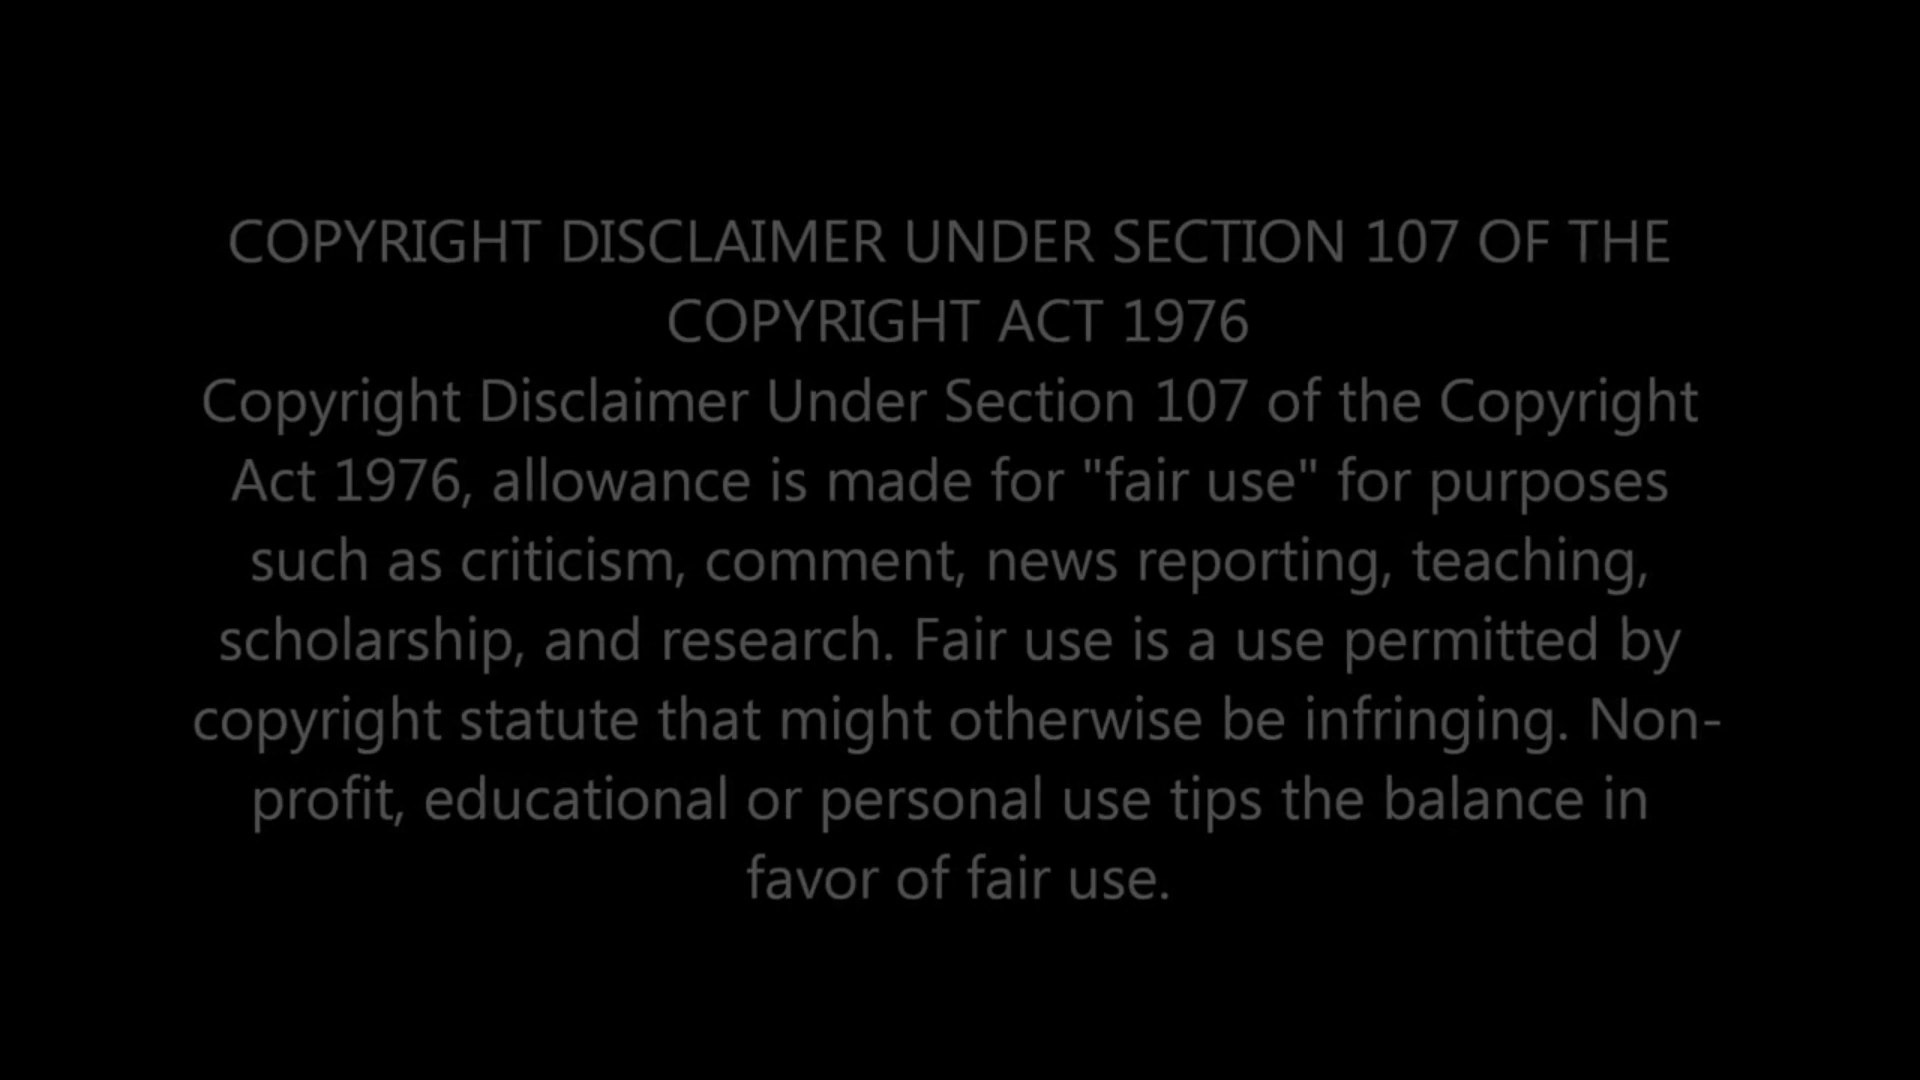 COPYRIGHT DISCLAIMER UNDER SECTION 107 OF THE
COPYRIGHT ACT 1976
Copyright Disclaimer Under Section 107 of the Copyright
Act 1976, allowance is made for "fair use" for purposes
such as criticism, comment, news reporting, teaching,
scholarship, and research. Fair use is a use permitted by
copyright statute that might otherwise be infringing. Non-
profit, educational or personal use tips the balance in
favor of fair use.